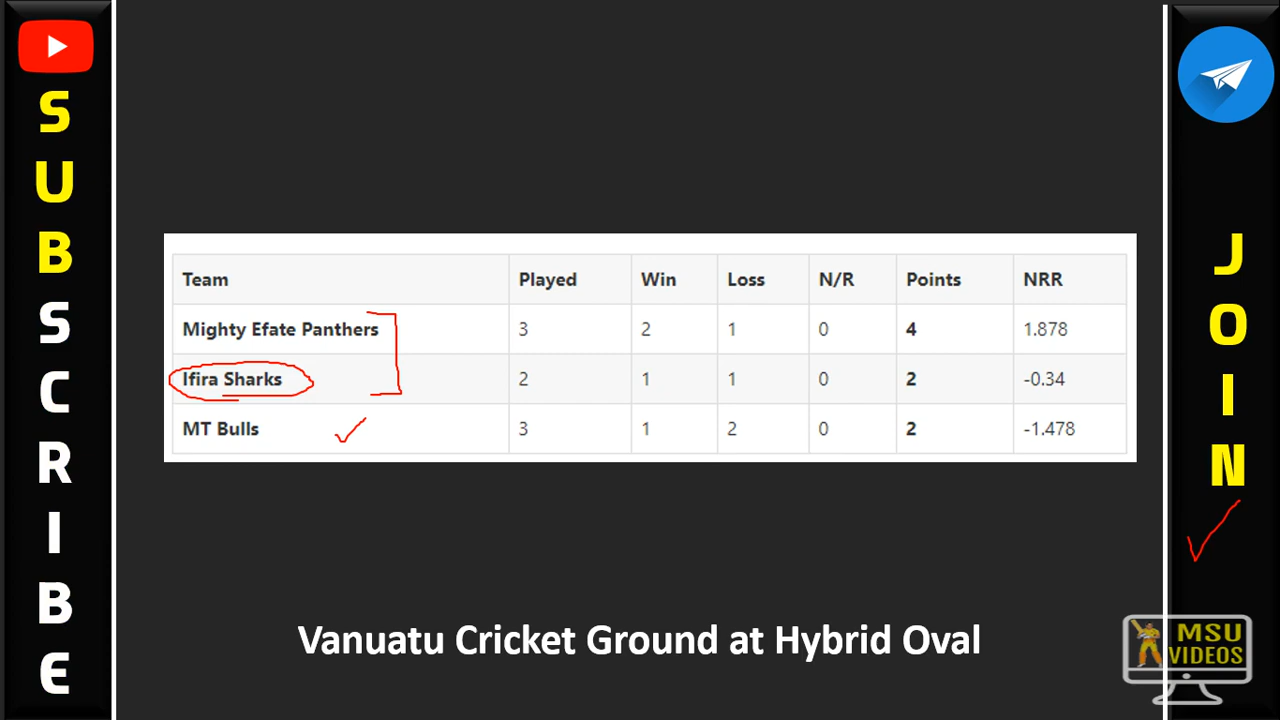 SUBSCRIBE
Team Played Win Loss N/R Points NRR
Mighty Efate Panthers 3 2 1 0 4 1.878
Ifira Sharks 2 1 1 0 2 -0.34
MT Bulls 3 1 2 0 2 -1.478
Vanuatu Cricket Ground at Hybrid Oval
JOIN
MSU
VIDEOS